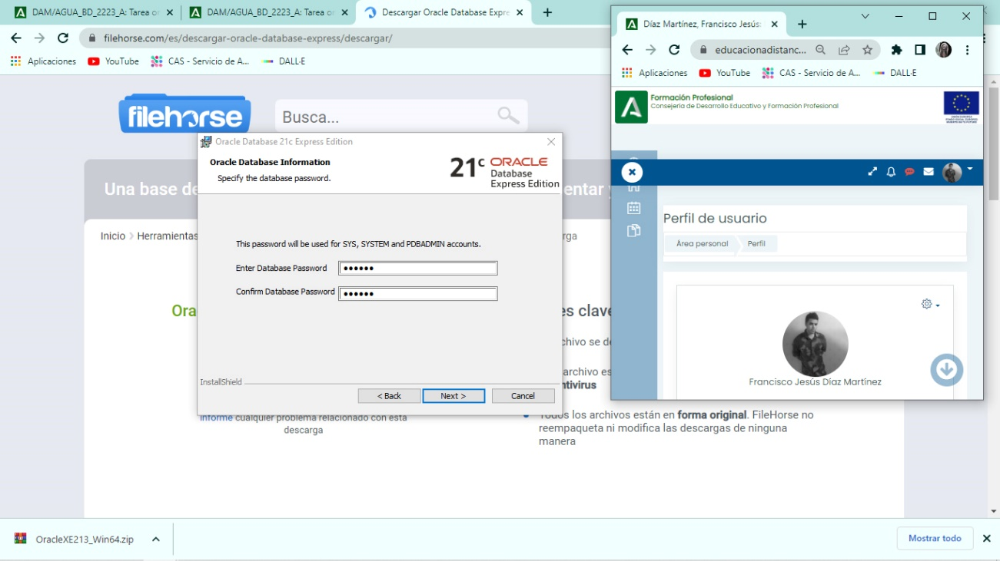 DAM/AGUA_BD_2223_A: Tarea or
DAM/AGUA_BD_2223_A: Tarea or
Descargar Oracle Database Expre
filehorse.com/es/descargar-oracle-database-express/descargar/
Aplicaciones
YouTube
CAS - Servicio de A...
DALL·E
filehorse
Busca...
Una base de
entar y
Inicio
Herramientas
rga
Ora
es clave
chivo se de
archivo es
ntivirus
Todos los archivos están en forma original. FileHorse no
reempaqueta ni modifica las descargas de ninguna
manera
Informe cualquier problema relacionado con esta
descarga
Oracle Database 21c Express Edition
Oracle Database Information
Specify the database password.
21c ORACLE
Database
Express Edition
This password will be used for SYS, SYSTEM and PDBADMIN accounts.
Enter Database Password
Confirm Database Password
InstallShield
< Back
Next >
Cancel
Díaz Martínez, Francisco Jesús:
educacionadistanc...
Aplicaciones
YouTube
CAS - Servicio de A...
DALL·E
Formación Profesional
Consejería de Desarrollo Educativo y Formación Profesional
Perfil de usuario
Área personal
Perfil
Francisco Jesús Díaz Martínez
OracleXE213_Win64.zip
Mostrar todo